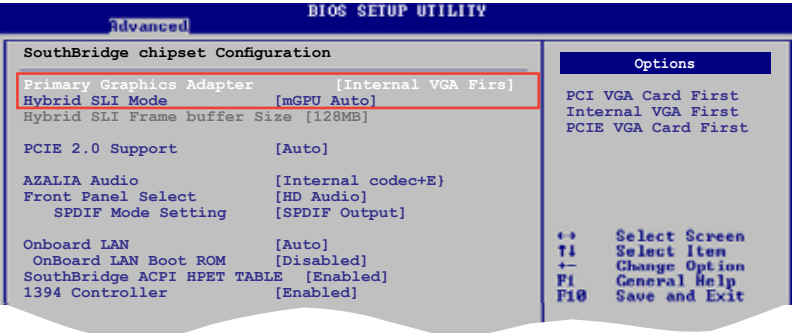 BIOS SETUP UTILITY
Advanced
SouthBridge chipset Configuration
Primary Graphics Adapter [Internal VGA Firs]
Hybrid SLI Mode [mGPU Auto]
Hybrid SLI Frame buffer Size [128MB]
PCIE 2.0 Support [Auto]
AZALIA Audio [Internal codec+E}
Front Panel Select [HD Audio]
SPDIF Mode Setting [SPDIF Output]
Onboard LAN [Auto]
OnBoard LAN Boot ROM [Disabled]
SouthBridge ACPI HPET TABLE [Enabled]
1394 Controller [Enabled]
Options
PCI VGA Card First
Internal VGA First
PCIE VGA Card First
←→ Select Screen
↑↓ Select Item
+- Change Option
F1 General Help
F10 Save and Exit